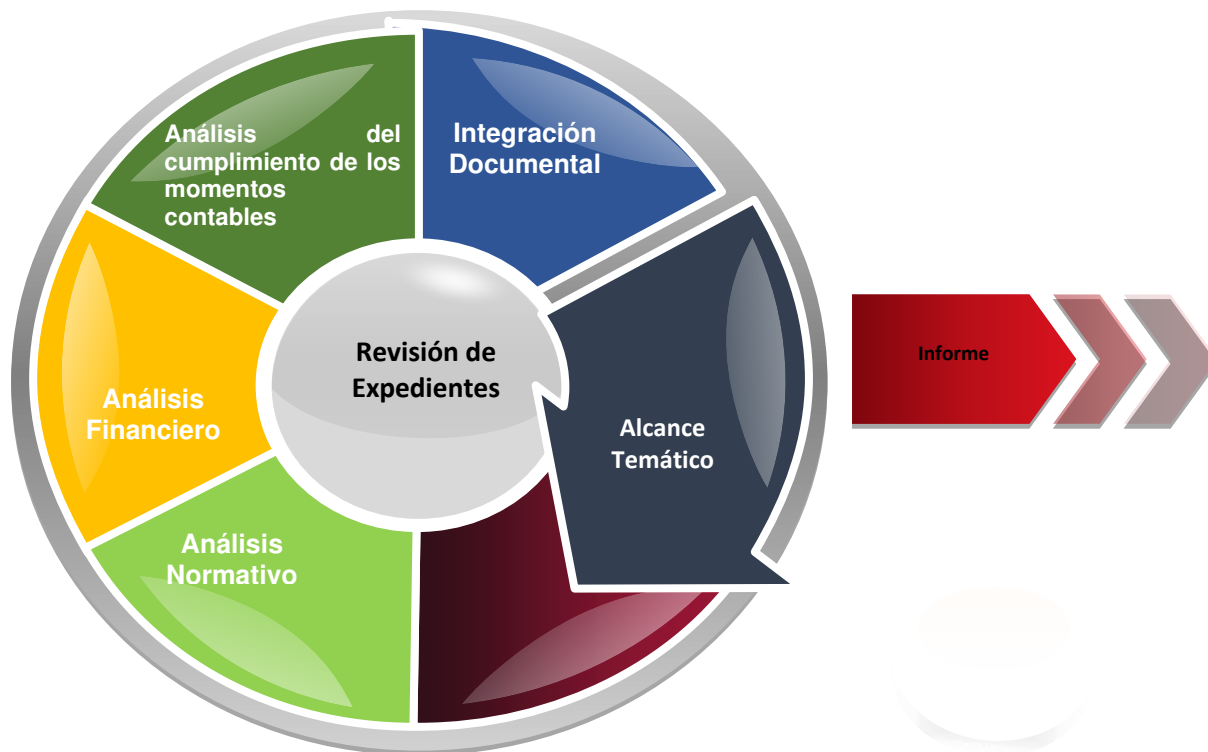 Análisis del
cumplimiento de los
momentos
contables
Integración
Documental
Revisión de
Expedientes
Alcance
Temático
Análisis
Financiero
Análisis
Normativo
Informe